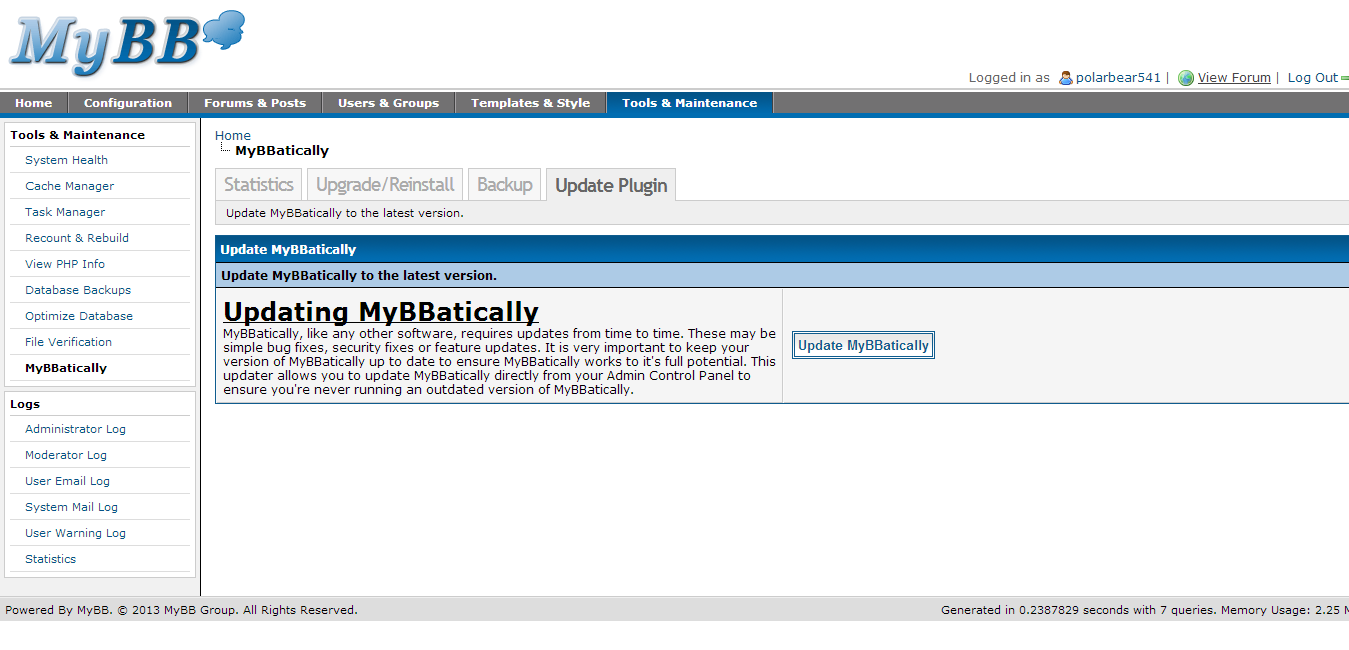 MyBB
Logged in as polarbear541 | View Forum | Log Out
Home Configuration Forums & Posts Users & Groups Templates & Style Tools & Maintenance
Tools & Maintenance
System Health
Cache Manager
Task Manager
Recount & Rebuild
View PHP Info
Database Backups
Optimize Database
File Verification
MyBBatically
Logs
Administrator Log
Moderator Log
User Email Log
System Mail Log
User Warning Log
Statistics
Home
MyBBatically
Statistics Upgrade/Reinstall Backup Update Plugin
Update MyBBatically to the latest version.
Update MyBBatically
Update MyBBatically to the latest version.
Updating MyBBatically
MyBBatically, like any other software, requires updates from time to time. These may be
simple bug fixes, security fixes or feature updates. It is very important to keep your
version of MyBBatically up to date to ensure MyBBatically works to it's full potential. This
updater allows you to update MyBBatically directly from your Admin Control Panel to
ensure you're never running an outdated version of MyBBatically.
Update MyBBatically
Powered By MyBB. © 2013 MyBB Group. All Rights Reserved.
Generated in 0.2387829 seconds with 7 queries. Memory Usage: 2.25